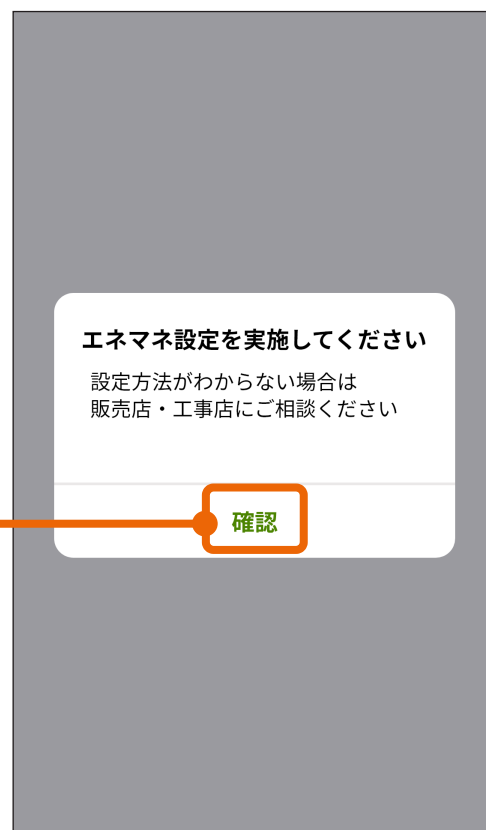 エネマネ設定を実施してください
設定方法がわからない場合は
販売店・工事店にご相談ください
確認